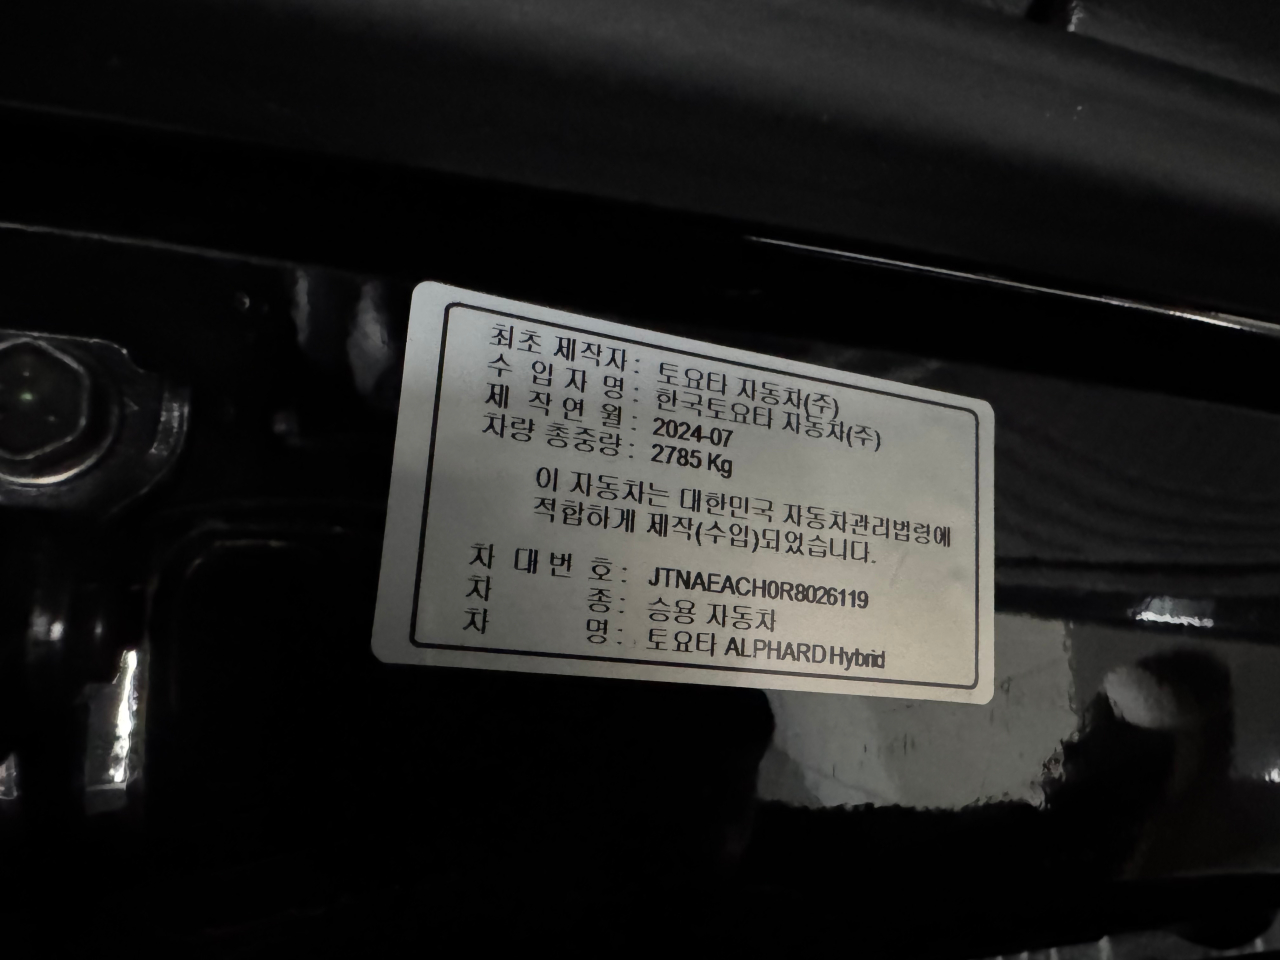 최초 제작자 : 토요타 자동차(주)
수 입 자 명 : 한국토요타 자동차(주)
제 작 연 월 : 2024-07
차량 총중량 : 2785 Kg
이 자동차는 대한민국 자동차관리법령에
적합하게 제작(수입)되었습니다.
차 대 번 호 : JTNAEACH0R8026119
차 종 : 승용 자동차
차 명 : 토요타 ALPHARD Hybrid